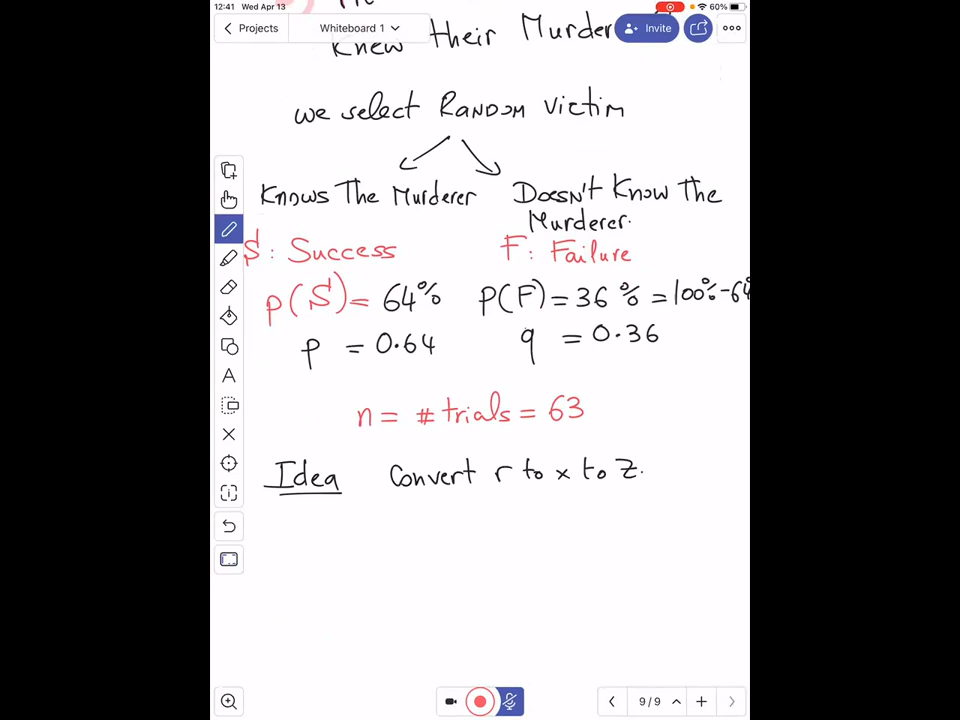 12:41 Wed Apr 13 60%
Projects Whiteboard 1 Invite
Knew their Murder
we select Random victim
Knows The Murderer Doesn't Know The
Murderer.
S: Success F: Failure
p(S) = 64% P(F) = 36% = 100% - 64
p = 0.64 q = 0.36
n = # trials = 63
Idea Convert r to x to z.
A
9/9